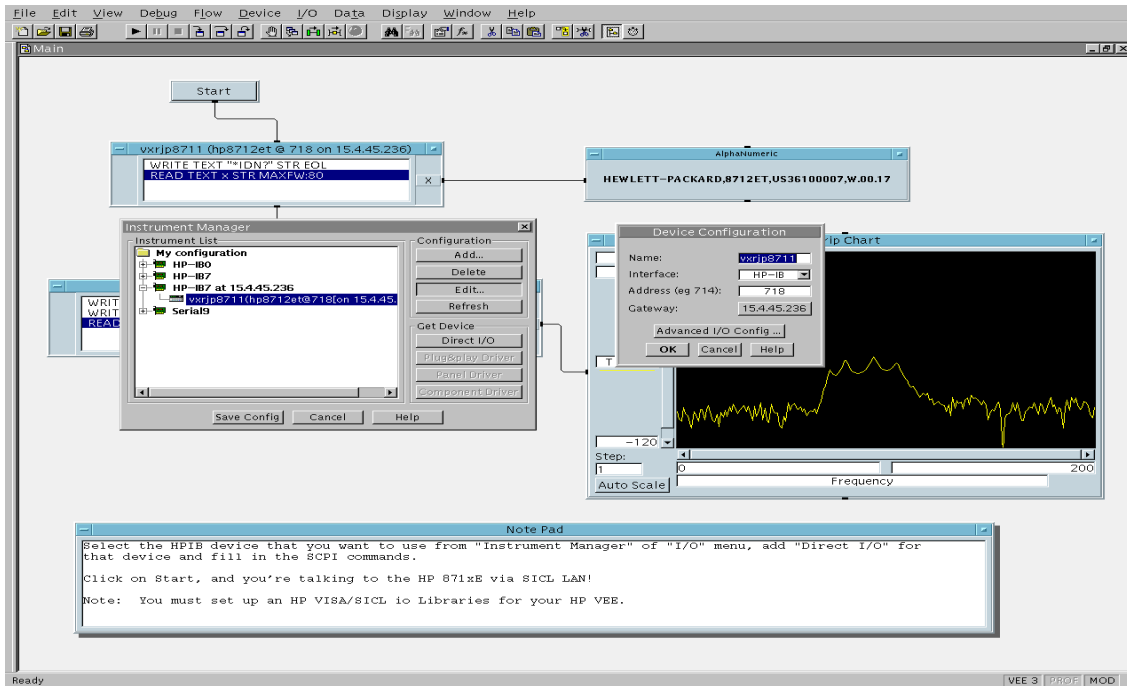 File Edit View Debug Flow Device I/O Data Display Window Help
Main
Start
vxrjp8711 (hp8712et @ 718 on 15.4.45.236)
WRITE TEXT "*IDN?" STR EOL
READ TEXT x STR MAXFW:80
X
AlphaNumeric
HEWLETT-PACKARD,8712ET,US36100007,W.00.17
Instrument Manager
Instrument List
My configuration
HP-IB0
HP-IB7
HP-IB7 at 15.4.45.236
vxrjp8711(hp8712et@718[on 15.4.45.
Serial9
Configuration
Add...
Delete
Edit...
Refresh
Get Device
Direct I/O
Plug&play Driver
Panel Driver
Component Driver
Save Config Cancel Help
WRIT
WRIT
READ
Device Configuration
Name: vxrjp8711
Interface: HP-IB
Address (eg 714): 718
Gateway: 15.4.45.236
Advanced I/O Config ...
OK Cancel Help
rip Chart
T
-120
Step:
1
Auto Scale
0 200
Frequency
Note Pad
Select the HPIB device that you want to use from "Instrument Manager" of "I/O" menu, add "Direct I/O" for
that device and fill in the SCPI commands.
Click on Start, and you're talking to the HP 871xE via SICL LAN!
Note: You must set up an HP VISA/SICL io Libraries for your HP VEE.
Ready
VEE 3 PROF MOD